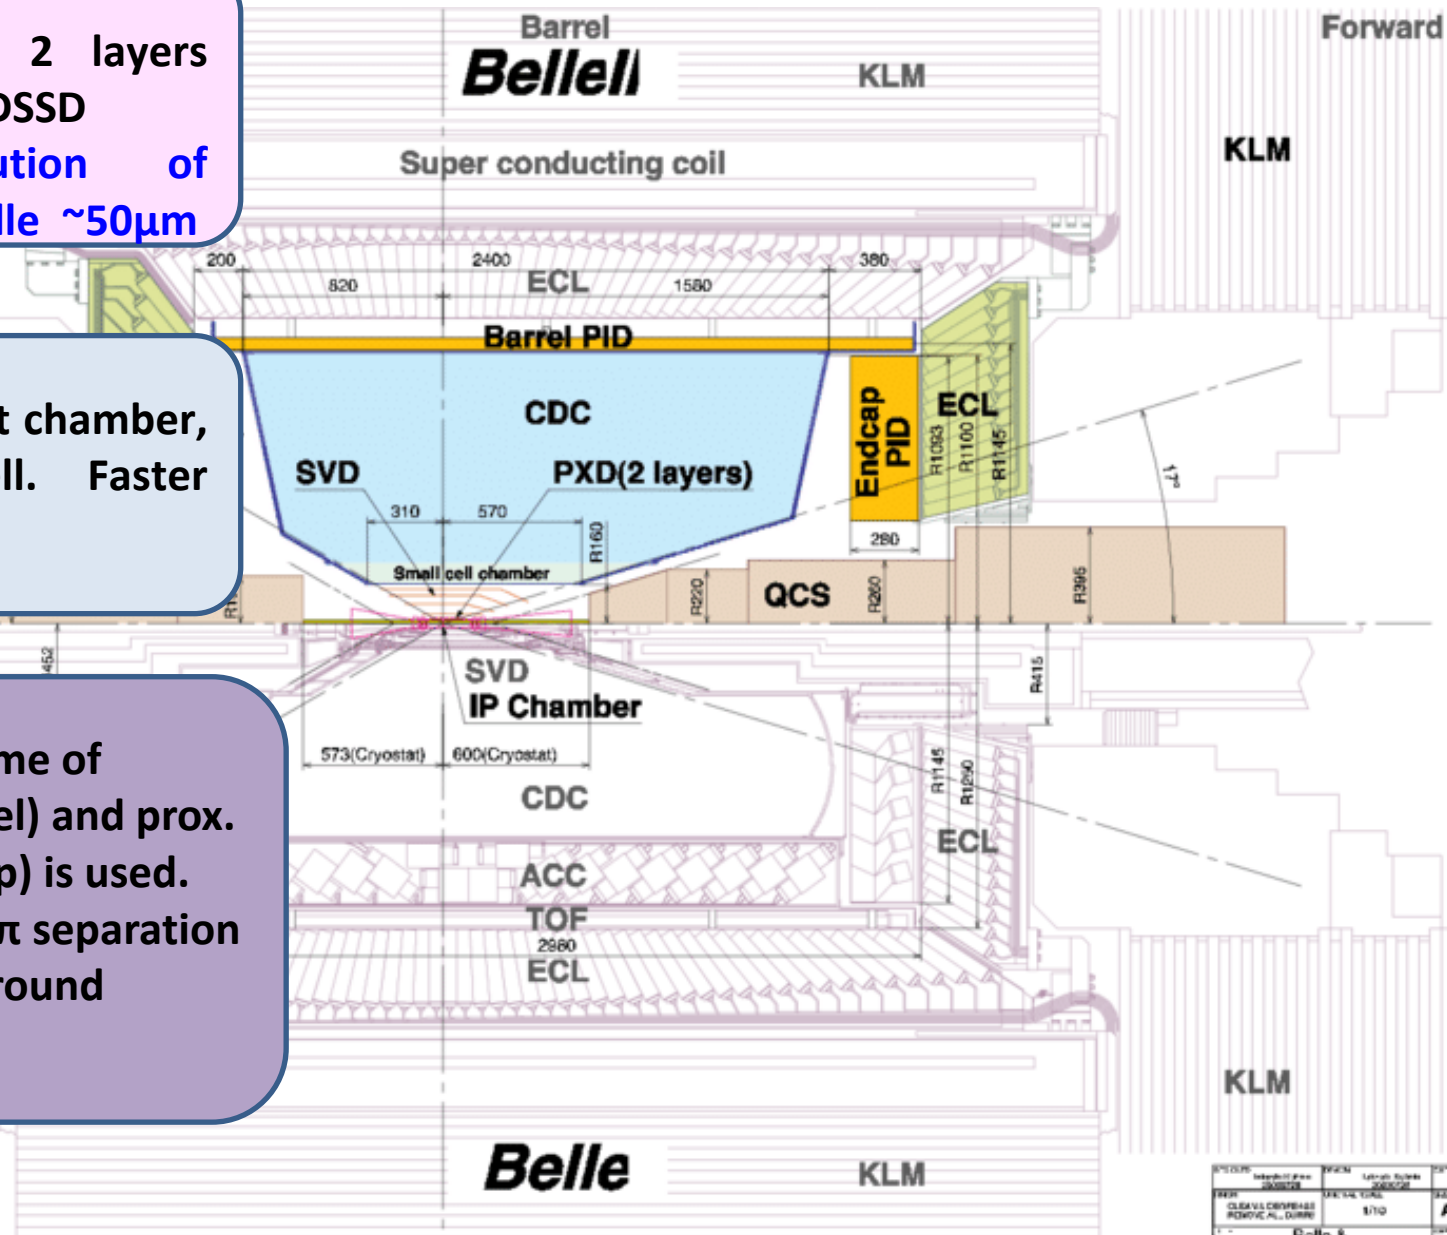 2 layers
DSSD
ution of
lle ~50µm
t chamber,
ll. Faster
me of
el) and prox.
p) is used.
π separation
round
Barrel
BelleII
KLM
Forward
KLM
Super conducting coil
200
2400
380
820
ECL
1580
Barrel PID
CDC
Endcap
PID
ECL
R1093
R1100
R1145
SVD
PXD(2 layers)
17°
310
570
R160
280
Small cell chamber
R220
QCS
R260
R395
452
SVD
IP Chamber
R415
573(Cryostat)
600(Cryostat)
R1145
R1250
CDC
ECL
ACC
TOF
2980
ECL
KLM
Belle
KLM
1/10